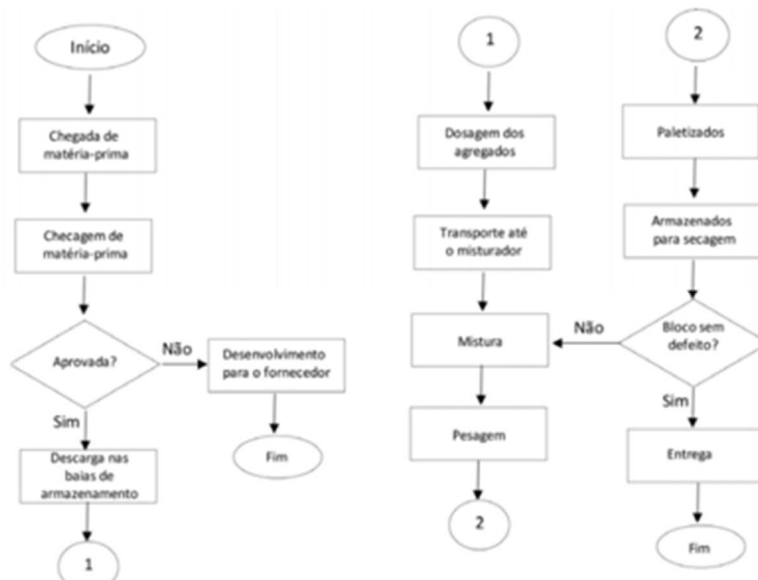 Início
Chegada de
matéria-prima
Checagem de
matéria-prima
Aprovada?
Não
Desenvolvimento
para o fornecedor
Fim
Sim
Descarga nas
baias de
armazenamento
1
1
Dosagem dos
agregados
Transporte até
o misturador
Mistura
Pesagem
2
2
Paletizados
Armazenados
para secagem
Bloco sem
defeito?
Não
Sim
Entrega
Fim